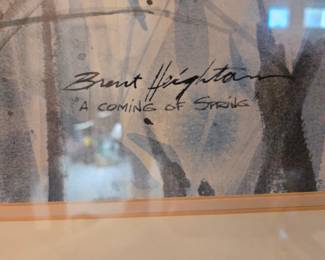 Brent Heighton
"A COMING OF SPRING